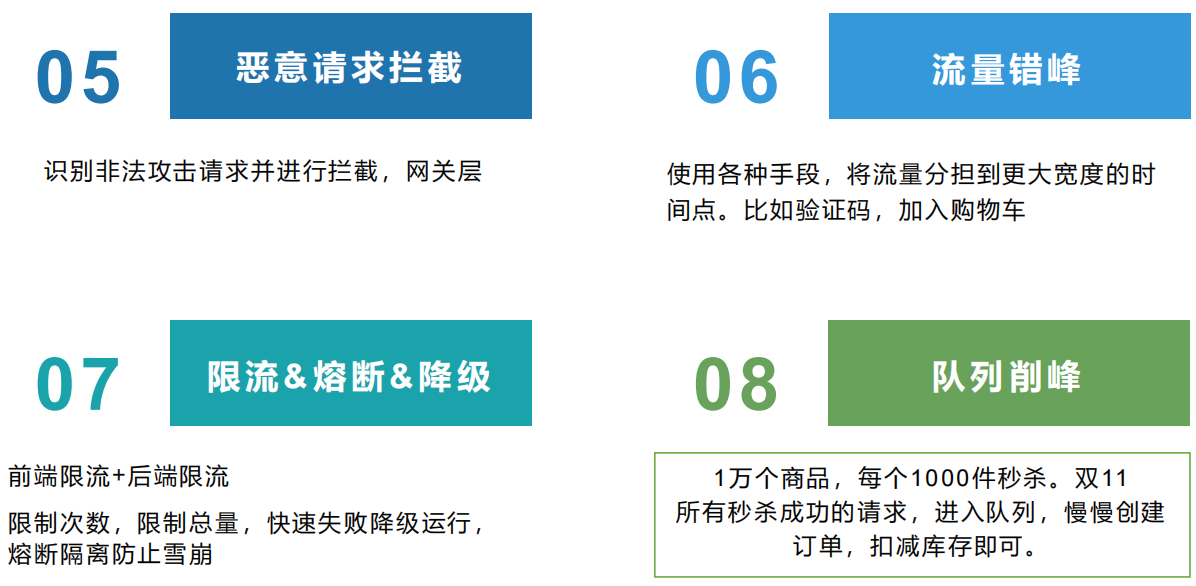 05
恶意请求拦截
识别非法攻击请求并进行拦截，网关层
06
流量错峰
使用各种手段，将流量分担到更大宽度的时
间点。比如验证码，加入购物车
07
限流&熔断&降级
前端限流+后端限流
限制次数，限制总量，快速失败降级运行，
熔断隔离防止雪崩
08
队列削峰
1万个商品，每个1000件秒杀。双11
所有秒杀成功的请求，进入队列，慢慢创建
订单，扣减库存即可。